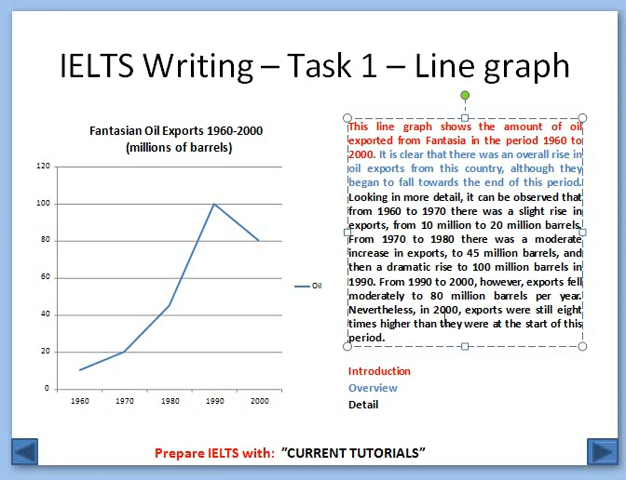 IELTS Writing – Task 1 – Line graph
Fantasian Oil Exports 1960-2000
(millions of barrels)
120
100
80
60
40
20
0
1960 1970 1980 1990 2000
Oil
This line graph shows the amount of oil
exported from Fantasia in the period 1960 to
2000. It is clear that there was an overall rise in
oil exports from this country, although they
began to fall towards the end of this period.
Looking in more detail, it can be observed that
from 1960 to 1970 there was a slight rise in
exports, from 10 million to 20 million barrels.
From 1970 to 1980 there was a moderate
increase in exports, to 45 million barrels, and
then a dramatic rise to 100 million barrels in
1990. From 1990 to 2000, however, exports fell
moderately to 80 million barrels per year.
Nevertheless, in 2000, exports were still eight
times higher than they were at the start of this
period.
Introduction
Overview
Detail
Prepare IELTS with: ”CURRENT TUTORIALS”